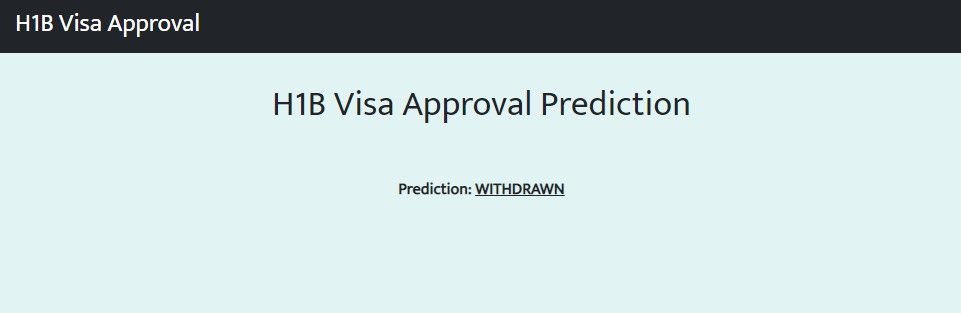 H1B Visa Approval
H1B Visa Approval Prediction
Prediction: WITHDRAWN